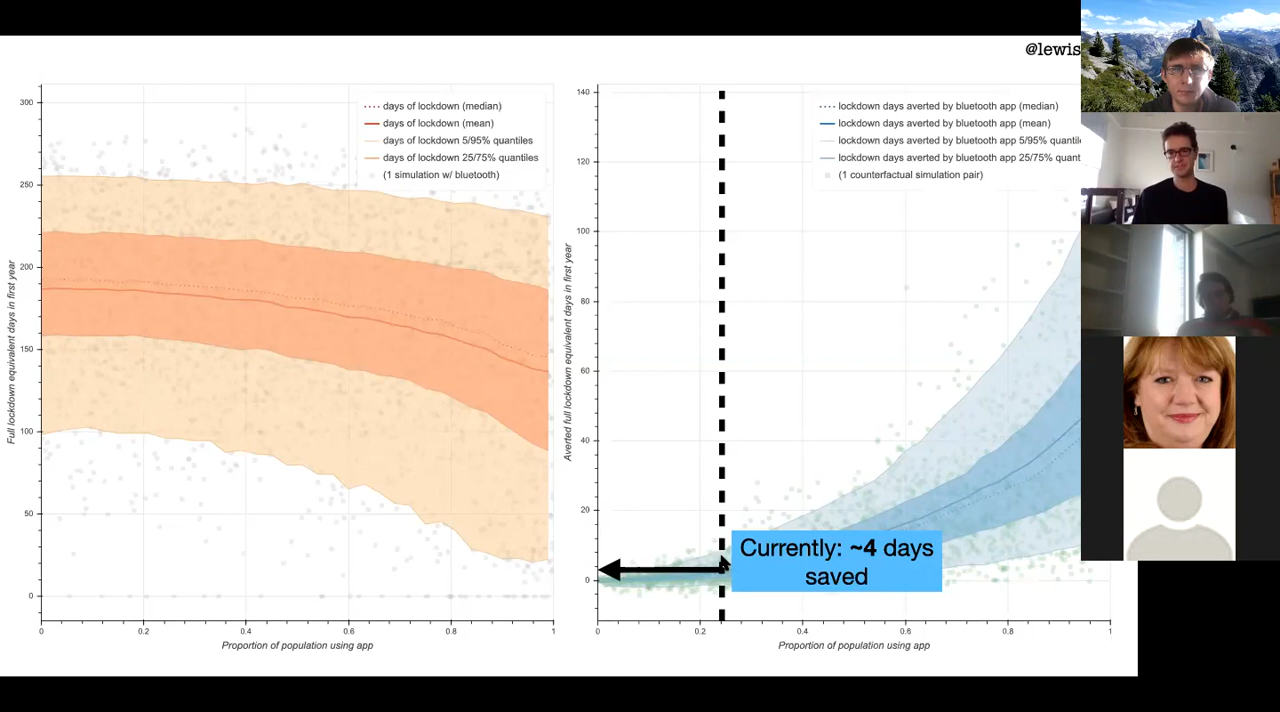 @lewis
300
250
200
150
100
50
0
Full lockdown equivalent days in first year
days of lockdown (median)
days of lockdown (mean)
days of lockdown 5/95% quantiles
days of lockdown 25/75% quantiles
(1 simulation w/ bluetooth)
0
0.2
0.4
0.6
0.8
1
Proportion of population using app
140
120
100
80
60
40
20
0
Averted full lockdown equivalent days in first year
lockdown days averted by bluetooth app (median)
lockdown days averted by bluetooth app (mean)
lockdown days averted by bluetooth app 5/95% quantile
lockdown days averted by bluetooth app 25/75% quant
(1 counterfactual simulation pair)
Currently: ~4 days
saved
0
0.2
0.4
0.6
0.8
1
Proportion of population using app